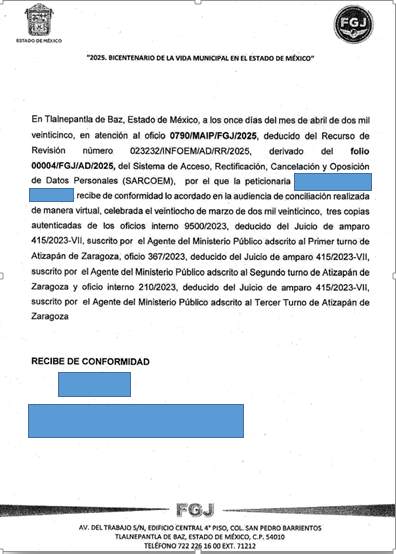 ESTADO DE MÉXICO
FGJ
"2025. BICENTENARIO DE LA VIDA MUNICIPAL EN EL ESTADO DE MÉXICO"
En Tlalnepantla de Baz, Estado de México, a los once días del mes de abril de dos mil
veinticinco, en atención al oficio 0790/MAIP/FGJ/2025, deducido del Recurso de
Revisión número 023232/INFOEM/AD/RR/2025, derivado del folio
00004/FGJ/AD/2025, del Sistema de Acceso, Rectificación, Cancelación y Oposición
de Datos Personales (SARCOEM), por el que la peticionaria
recibe de conformidad lo acordado en la audiencia de conciliación realizada
de manera virtual, celebrada el veintiocho de marzo de dos mil veinticinco, tres copias
autenticadas de los oficios interno 9500/2023, deducido del Juicio de amparo
415/2023-VII, suscrito por el Agente del Ministerio Público adscrito al Primer turno de
Atizapán de Zaragoza, oficio 367/2023, deducido del Juicio de amparo 415/2023-VII,
suscrito por el Agente del Ministerio Público adscrito al Segundo turno de Atizapán de
Zaragoza y oficio interno 210/2023, deducido del Juicio de amparo 415/2023-VII,
suscrito por el Agente del Ministerio Público adscrito al Tercer Turno de Atizapán de
Zaragoza
RECIBE DE CONFORMIDAD
FGJ
AV. DEL TRABAJO S/N, EDIFICIO CENTRAL 4° PISO, COL. SAN PEDRO BARRIENTOS
TLALNEPANTLA DE BAZ, ESTADO DE MÉXICO, C.P. 54010
TELÉFONO 722 226 16 00 EXT. 71212